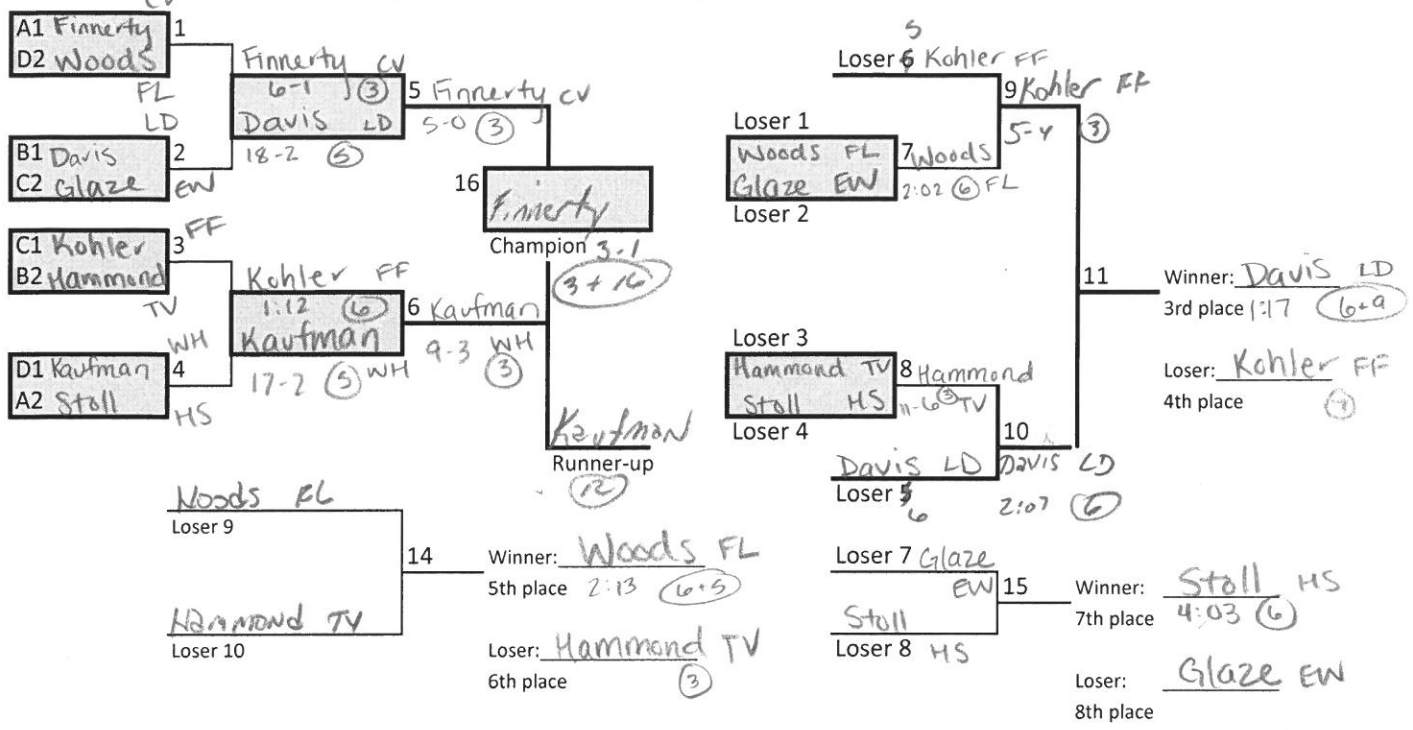 CV
A1 Finnerty 1
D2 Woods
FL
LD
B1 Davis 2
C2 Glaze EW
FF
C1 Kohler 3
B2 Hammond
TV
WH
D1 Kaufman 4
A2 Stoll
HS
Finnerty CV
6-1 3
Davis LD
18-2 5
Kohler FF
1:12 6
Kaufman
17-2 5 WH
5 Finnerty CV
5-0 3
6 Kaufman
9-3 WH
3
16
Finnerty
Champion 3-1
3 + 16
Kaufman
Runner-up
12
5
Loser 6 Kohler FF
Loser 1
Woods FL
Glaze EW
Loser 2
7 Woods
2:02 6 FL
9 Kohler FF
5-4 3
Loser 3
Hammond TV
Stoll HS
Loser 4
8 Hammond
11-6 3 TV
Davis LD
Loser 5
6
10
Davis LD
2:07 6
11
Winner: Davis LD
3rd place 1:17 6+9
Loser: Kohler FF
4th place
Woods FL
Loser 9
Hammond TV
Loser 10
14
Winner: Woods FL
5th place 2:13 6+5
Loser: Hammond TV
6th place 3
Loser 7 Glaze
EW
Stoll
Loser 8 HS
15
Winner: Stoll HS
7th place 4:03 6
Loser: Glaze EW
8th place